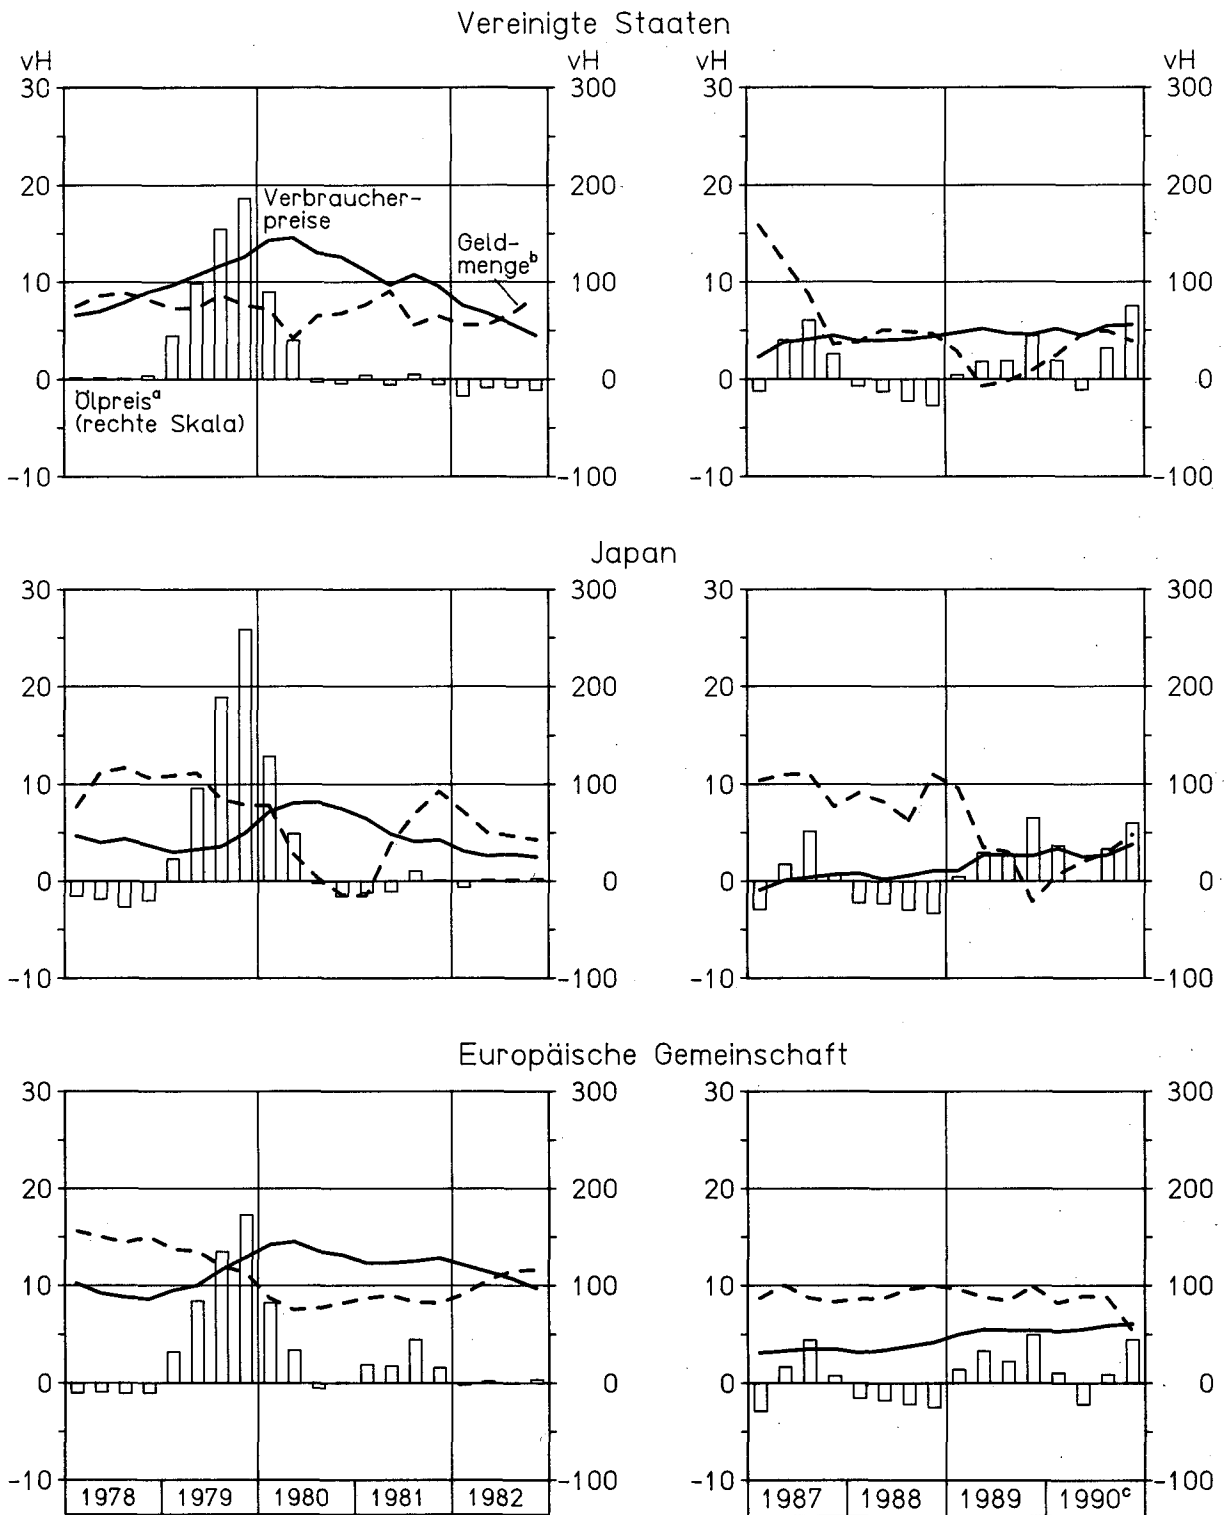 Vereinigte Staaten
vH vH vH vH
30 300 30 300
20 200 20 200
Verbraucher-
preise
Geld-
mengeᵇ
10 100 10 100
0 0 0 0
Ölpreisᵃ
(rechte Skala)
-10 -100 -10 -100
Japan
30 300 30 300
20 200 20 200
10 100 10 100
0 0 0 0
-10 -100 -10 -100
Europäische Gemeinschaft
30 300 30 300
20 200 20 200
10 100 10 100
0 0 0 0
-10 -100 -10 -100
1978 1979 1980 1981 1982 1987 1988 1989 1990ᶜ